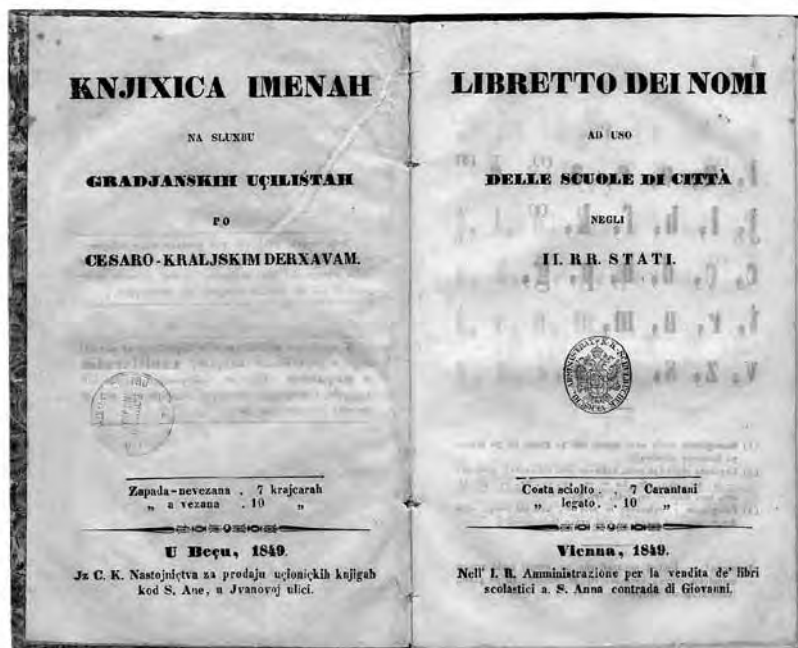 KNJIXICA IMENAH
NA SLUXBU
GRADJANSKIH UÇILIŠTAH
PO
CESARO-KRALJSKIM DERXAVAM.
Zapada-nevezana . 7 krajcarah
„ a vezana . 10 „
U Beçu, 1849.
Jz C. K. Nastojniçtva za prodaju uçioniçkih knjigah
kod S. Ane, u Jvanovoj ulici.
LIBRETTO DEI NOMI
AD USO
DELLE SCUOLE DI CITTÀ
NEGLI
II. RR. STATI.
Costa sciolto . . 7 Carantani
„ legato . . 10 „
Vienna, 1849.
Nell' I. R. Amministrazione per la vendita de' libri
scolastici a S. Anna contrada di Giovanni.